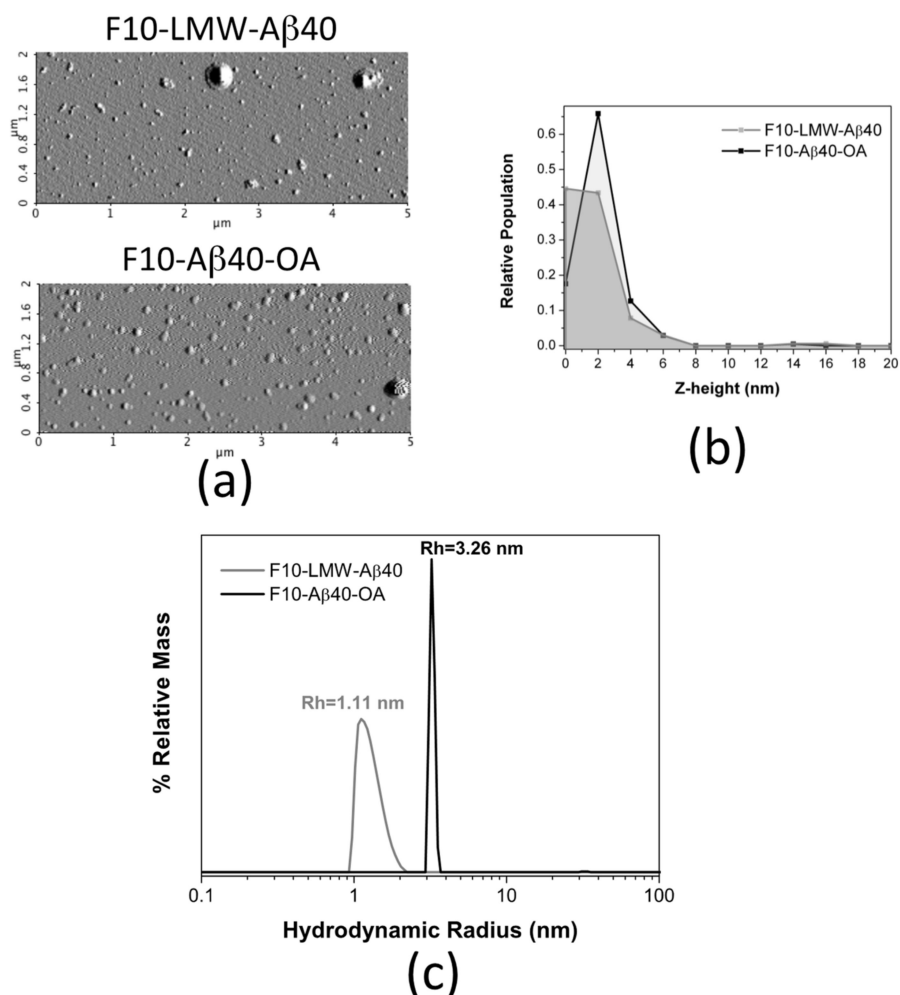 F10-LMW-Aβ40
2
1.6
1.2
0.8
0.4
0
μm
0 1 2 3 4 5
μm
F10-Aβ40-OA
2
1.6
1.2
0.8
0.4
0
μm
0 1 2 3 4 5
μm
(a)
Relative Population
0.6
0.5
0.4
0.3
0.2
0.1
0.0
F10-LMW-Aβ40
F10-Aβ40-OA
0 2 4 6 8 10 12 14 16 18 20
Z-height (nm)
(b)
Rh=3.26 nm
F10-LMW-Aβ40
F10-Aβ40-OA
Rh=1.11 nm
% Relative Mass
0.1 1 10 100
Hydrodynamic Radius (nm)
(c)